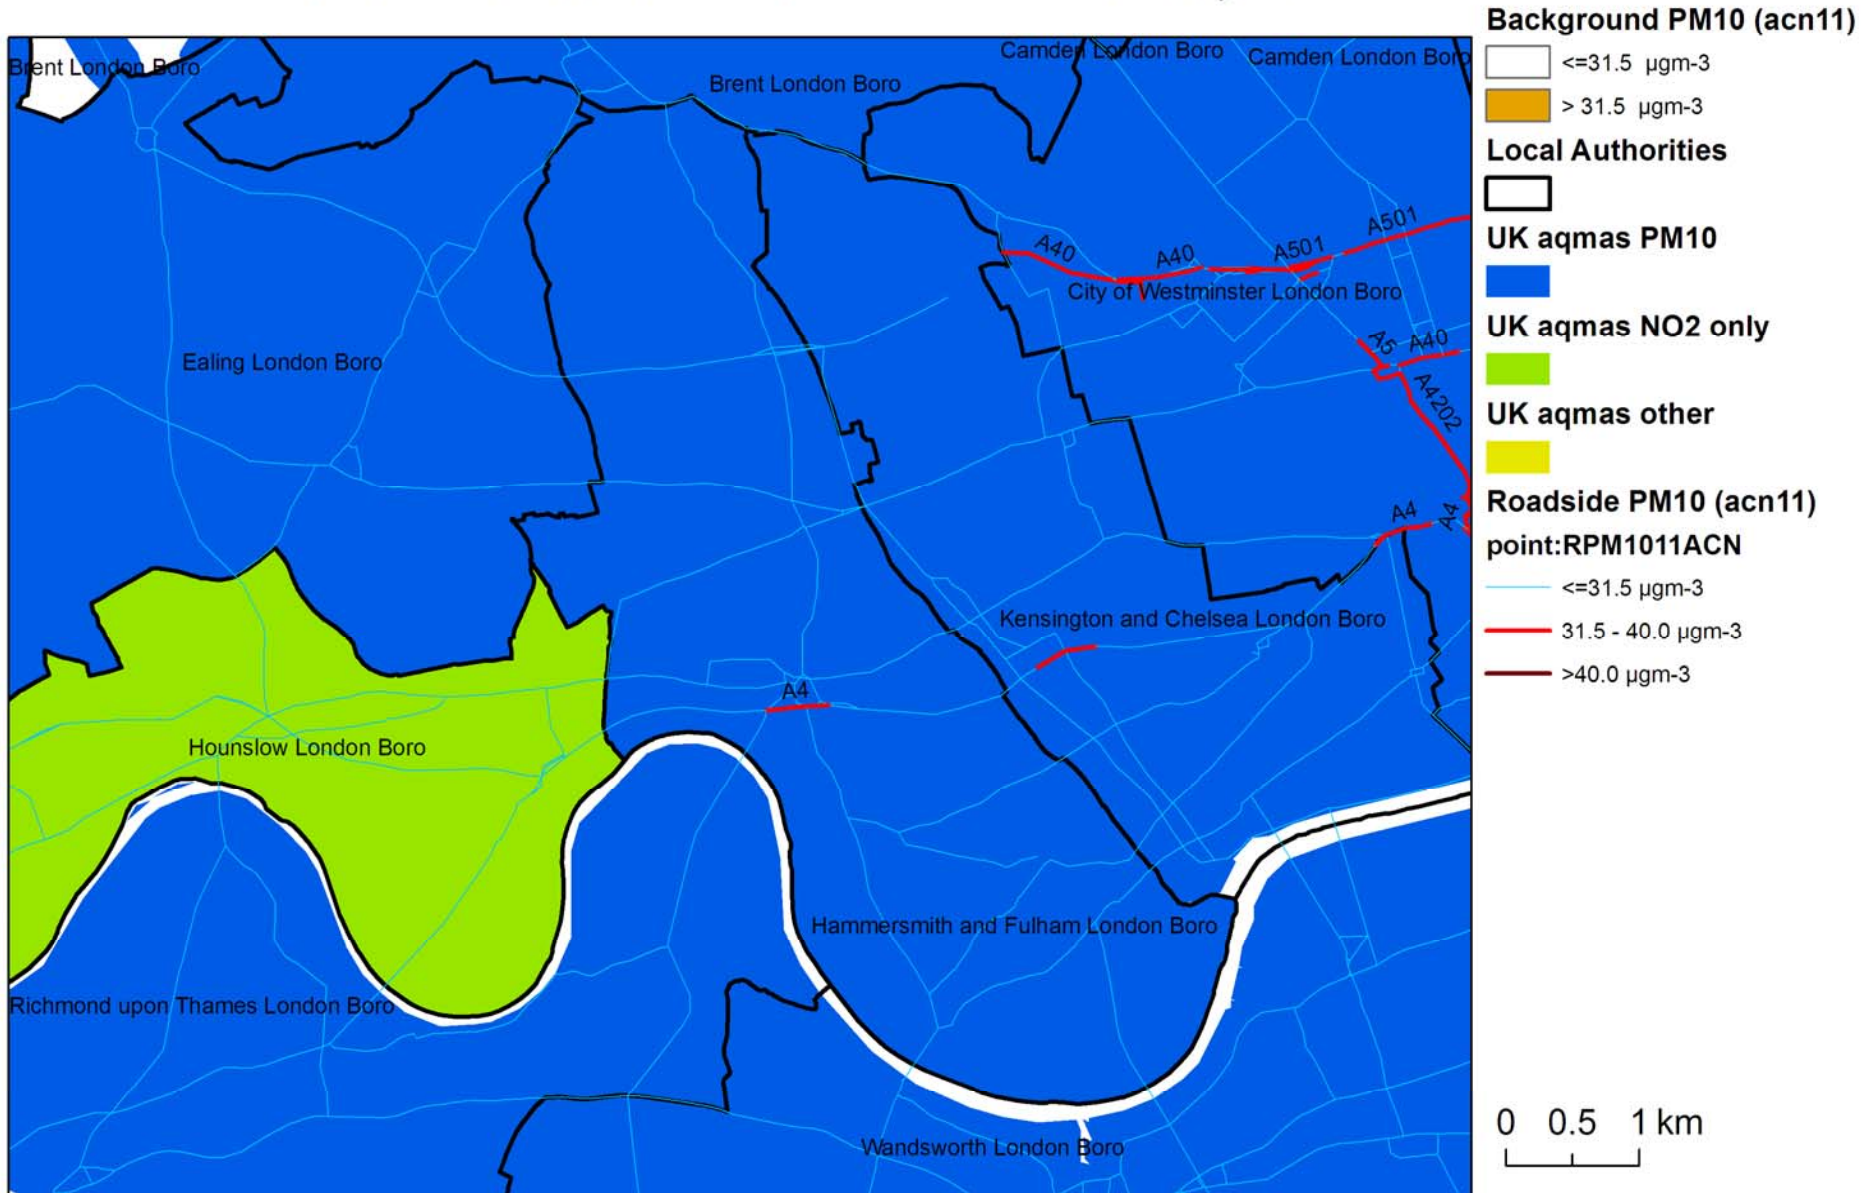 Brent London Boro
Brent London Boro
Camden London Boro
Camden London Boro
A40
A40
A501
A501
City of Westminster London Boro
A5
A40
A4202
Ealing London Boro
A4
A4
Kensington and Chelsea London Boro
A4
Hounslow London Boro
Hammersmith and Fulham London Boro
Richmond upon Thames London Boro
Wandsworth London Boro
Background PM10 (acn11)
<=31.5 µgm-3
> 31.5 µgm-3
Local Authorities
UK aqmas PM10
UK aqmas NO2 only
UK aqmas other
Roadside PM10 (acn11)
point:RPM1011ACN
<=31.5 µgm-3
31.5 - 40.0 µgm-3
>40.0 µgm-3
0 0.5 1 km